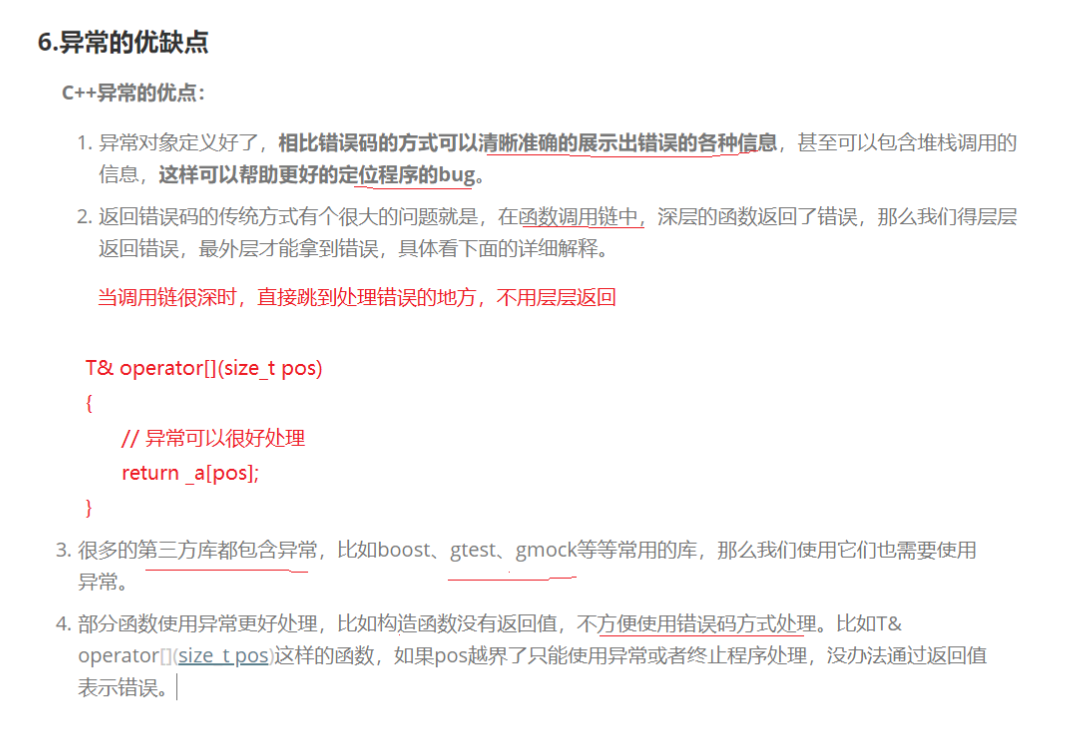 6.异常的优缺点
C++异常的优点：
1. 异常对象定义好了，相比错误码的方式可以清晰准确的展示出错误的各种信息，甚至可以包含堆栈调用的
信息，这样可以帮助更好的定位程序的bug。
2. 返回错误码的传统方式有个很大的问题就是，在函数调用链中，深层的函数返回了错误，那么我们得层层
返回错误，最外层才能拿到错误，具体看下面的详细解释。
当调用链很深时，直接跳到处理错误的地方，不用层层返回
T& operator[](size_t pos)
{
// 异常可以很好处理
return _a[pos];
}
3. 很多的第三方库都包含异常，比如boost、gtest、gmock等等常用的库，那么我们使用它们也需要使用
异常。
4. 部分函数使用异常更好处理，比如构造函数没有返回值，不方便使用错误码方式处理。比如T&
operator[](size_t pos)这样的函数，如果pos越界了只能使用异常或者终止程序处理，没办法通过返回值
表示错误。